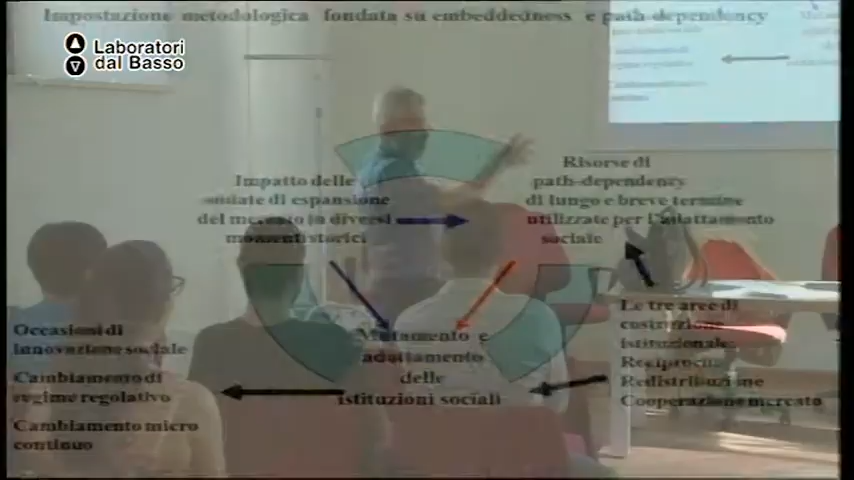 Impostazione metodologica fondata su embeddedness e path-dependency
Laboratori
dal Basso
Impatto delle
ondate di espansione
del mercato in diversi
momenti storici
Risorse di
path-dependency
di lungo e breve termine
utilizzate per l'adattamento
sociale
Mutamento e
adattamento
delle
istituzioni sociali
Le tre aree di
costruzione
istituzionale:
Reciprocità
Redistribuzione
Cooperazione mercato
Occasioni di
innovazione sociale
Cambiamento di
regime regolativo
Cambiamento micro
continuo